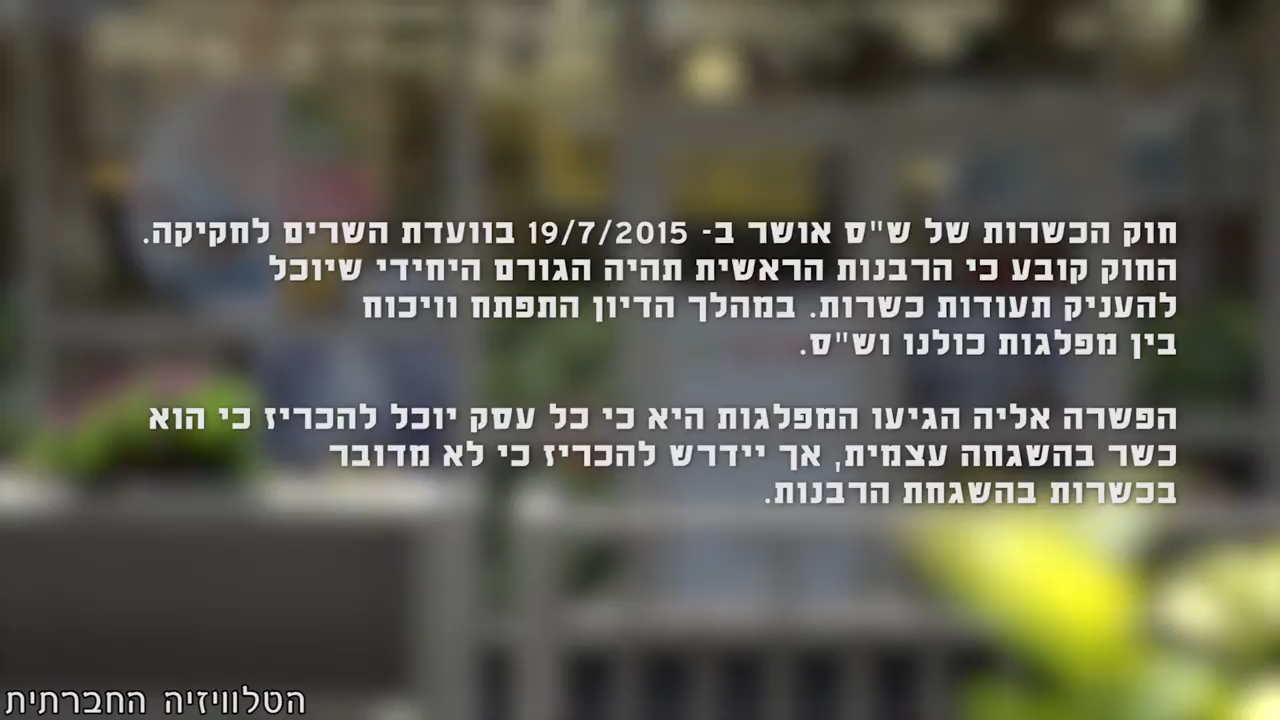 חוק הכשרות של ש"ס אושר ב- 19/7/2015 בוועדת השרים לחקיקה.
החוק קובע כי הרבנות הראשית תהיה הגורם היחידי שיוכל
להעניק תעודות כשרות. במהלך הדיון התפתח וויכוח
בין מפלגות כולנו וש"ס.
הפשרה אליה הגיעו המפלגות היא כי כל עסק יוכל להכריז כי הוא
כשר בהשגחה עצמית, אך יידרש להכריז כי לא מדובר
בכשרות בהשגחת הרבנות.
הטלוויזיה החברתית